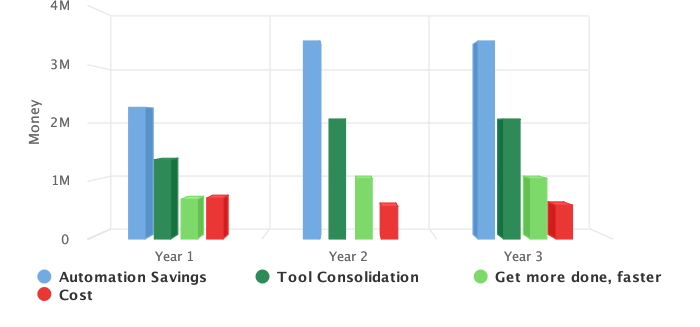 4M
3M
2M
1M
0
Money
Year 1
Year 2
Year 3
Automation Savings
Tool Consolidation
Get more done, faster
Cost